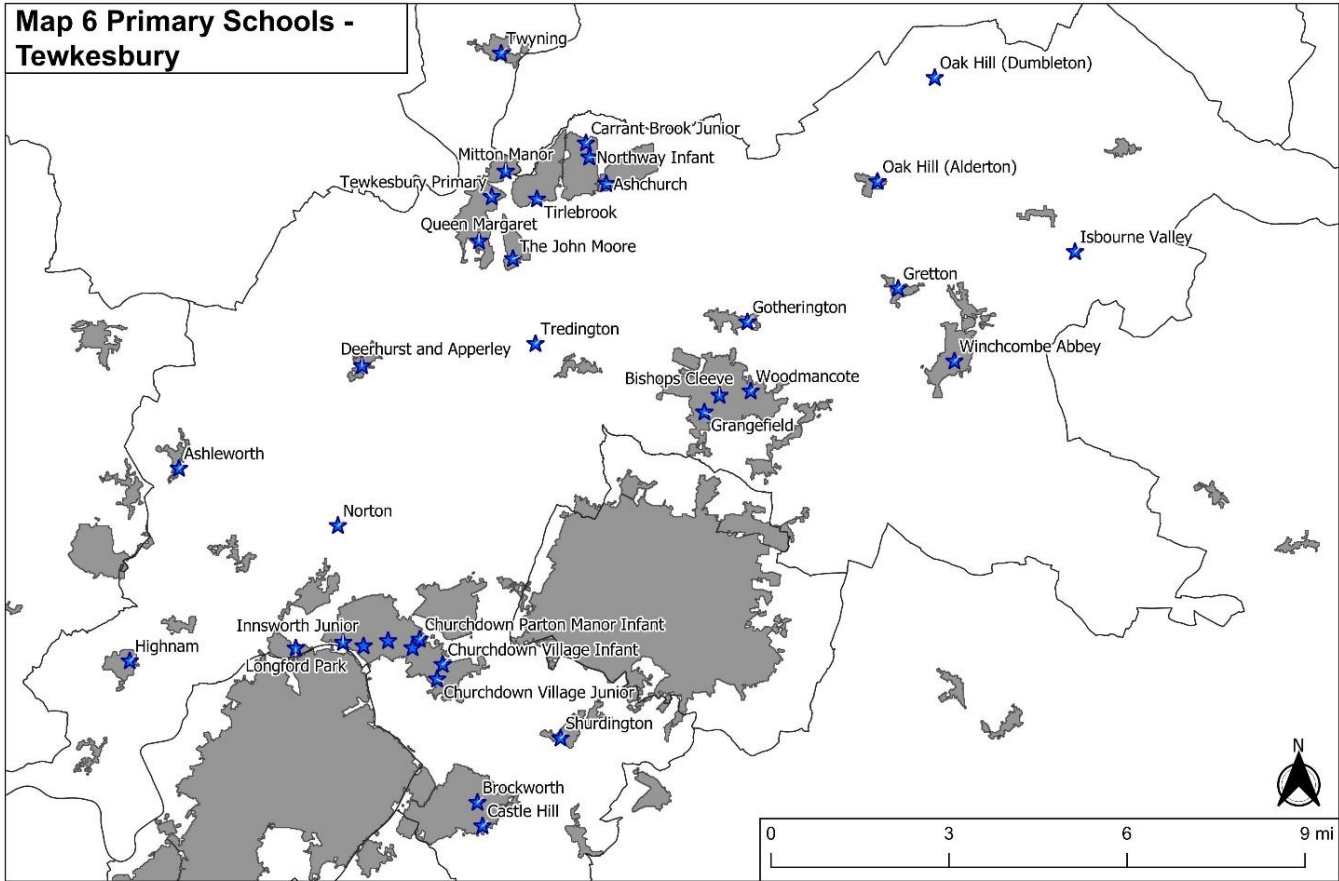 Map 6 Primary Schools -
Tewkesbury
Twyning
Oak Hill (Dumbleton)
Carrant Brook Junior
Mitton Manor
Northway Infant
Oak Hill (Alderton)
Tewkesbury Primary
Ashchurch
Tirlebrook
Queen Margaret
The John Moore
Isbourne Valley
Gretton
Gotherington
Tredington
Deerhurst and Apperley
Winchcombe Abbey
Bishops Cleeve
Woodmancote
Grangefield
Ashleworth
Norton
Innsworth Junior
Churchdown Parton Manor Infant
Highnam
Longford Park
Churchdown Village Infant
Churchdown Village Junior
Shurdington
Brockworth
Castle Hill
N
0 3 6 9 mi